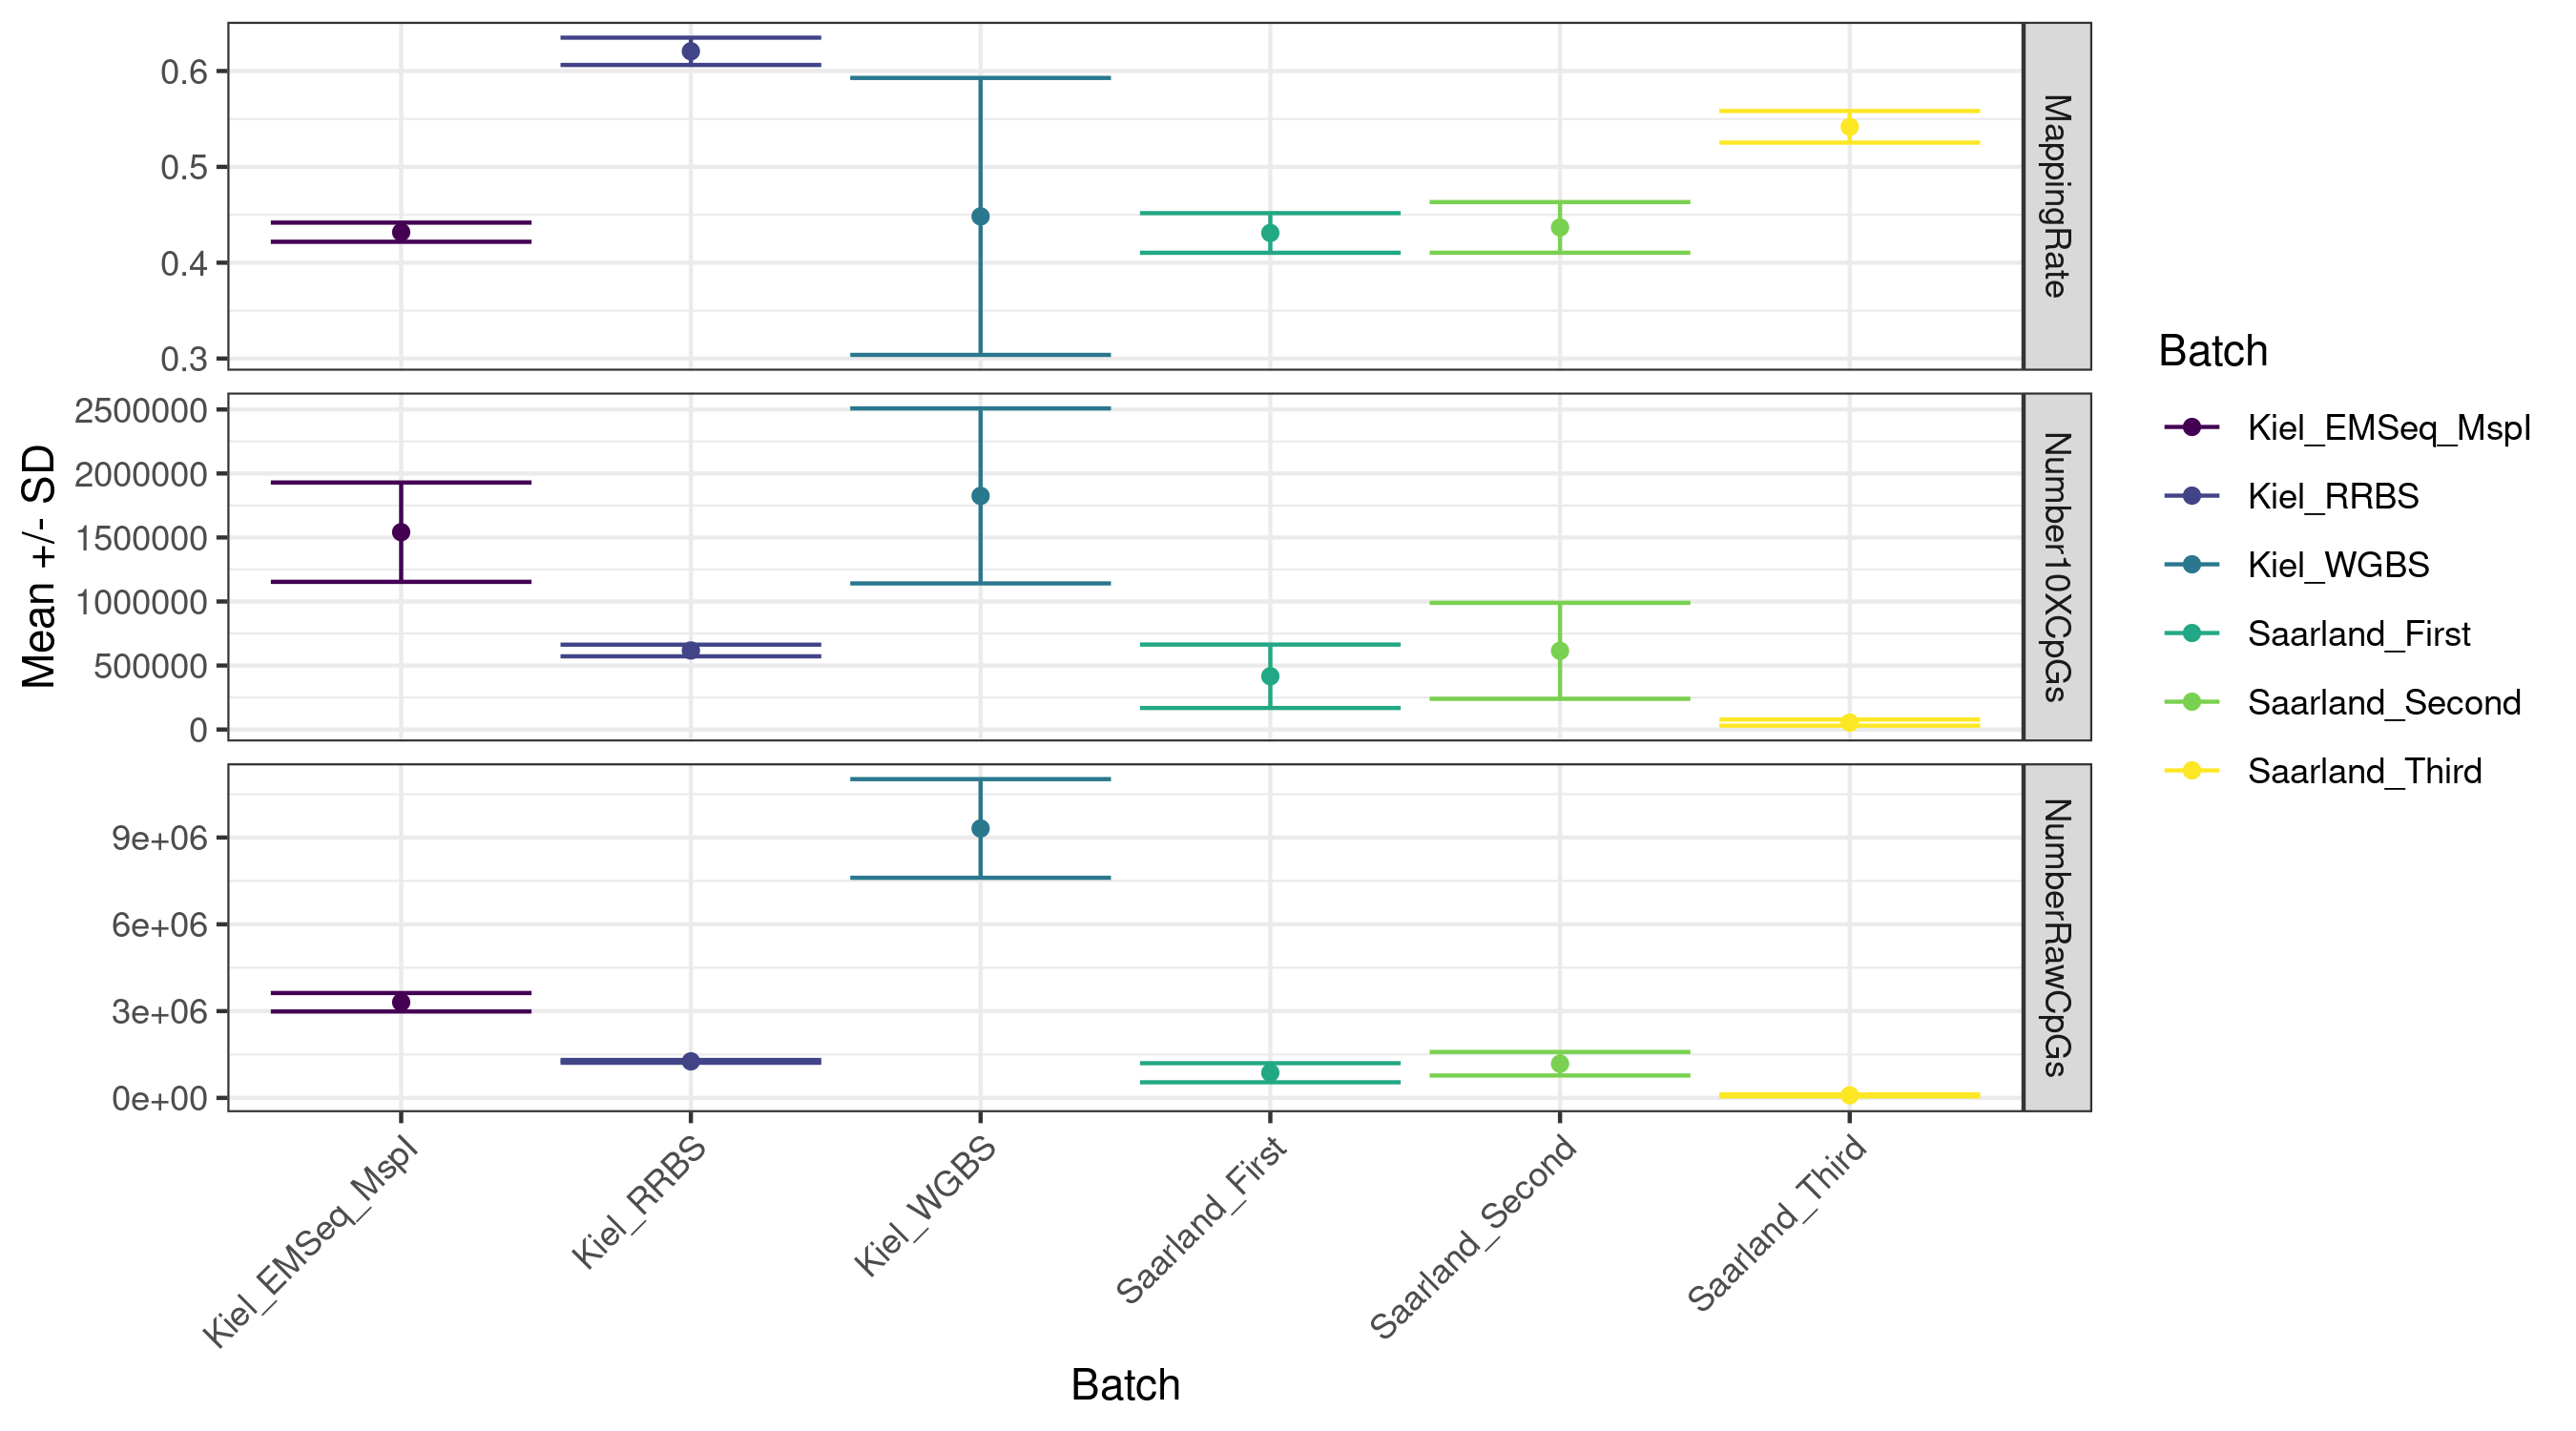 0.6
0.5
0.4
0.3
MappingRate
2500000
2000000
1500000
1000000
500000
0
Number10XCpGs
9e+06
6e+06
3e+06
0e+00
NumberRawCpGs
Mean +/- SD
Kiel_EMSeq_MspI
Kiel_RRBS
Kiel_WGBS
Saarland_First
Saarland_Second
Saarland_Third
Batch
Batch
Kiel_EMSeq_MspI
Kiel_RRBS
Kiel_WGBS
Saarland_First
Saarland_Second
Saarland_Third